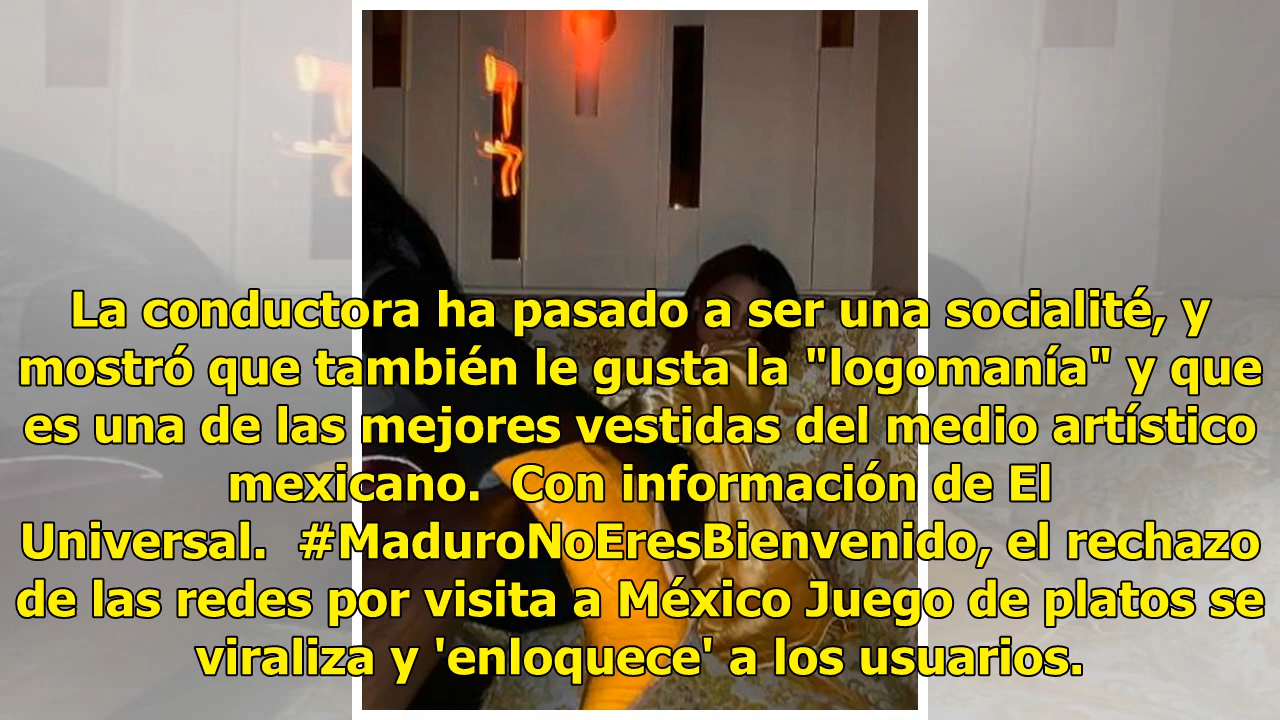 La conductora ha pasado a ser una socialité, y
mostró que también le gusta la "logomanía" y que
es una de las mejores vestidas del medio artístico
mexicano.  Con información de El
Universal.  #MaduroNoEresBienvenido, el rechazo
de las redes por visita a México Juego de platos se
viraliza y 'enloquece' a los usuarios.